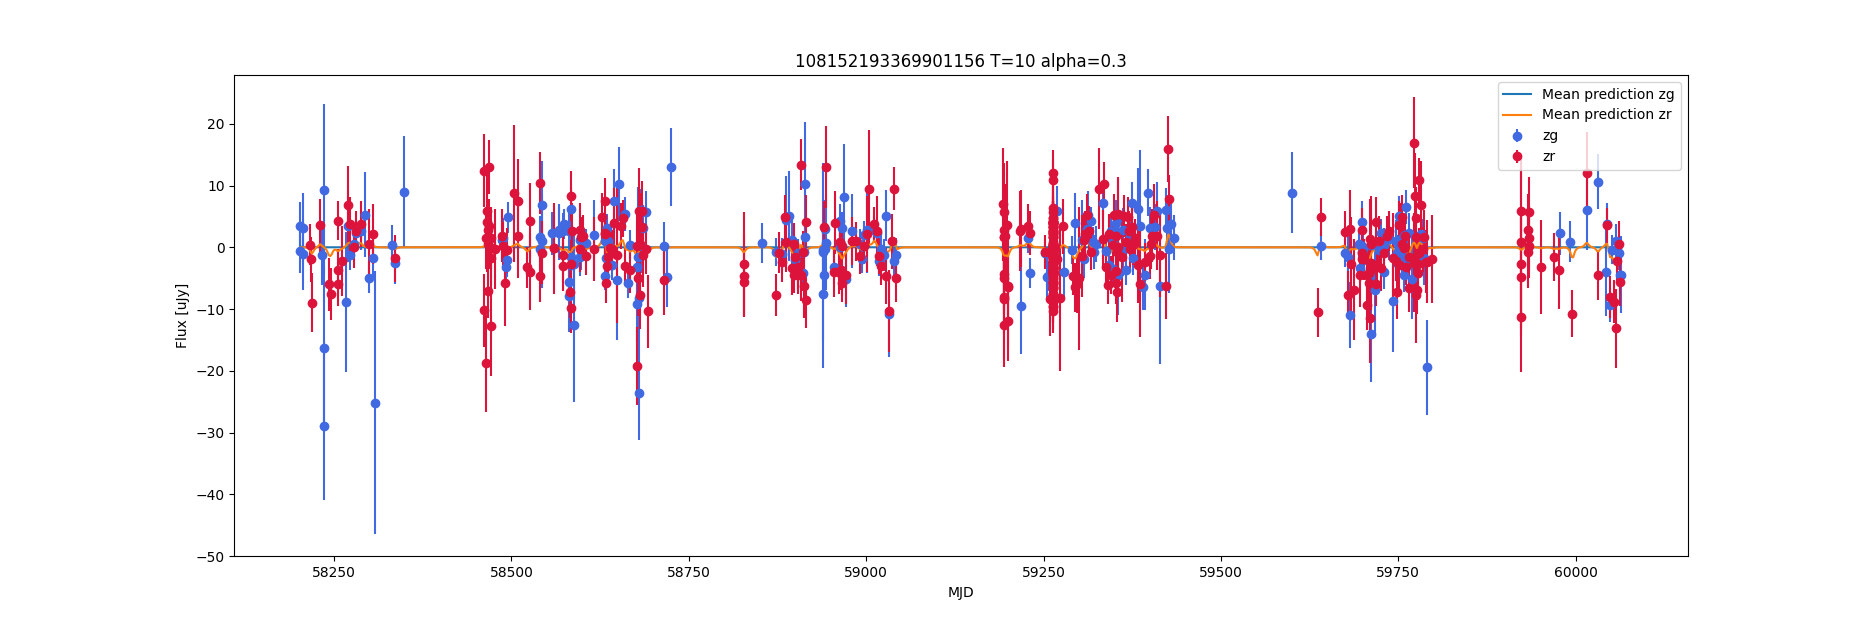 108152193369901156 T=10 alpha=0.3
Mean prediction zg
Mean prediction zr
zg
zr
Flux [uJy]
20
10
0
−10
−20
−30
−40
−50
58250 58500 58750 59000 59250 59500 59750 60000
MJD